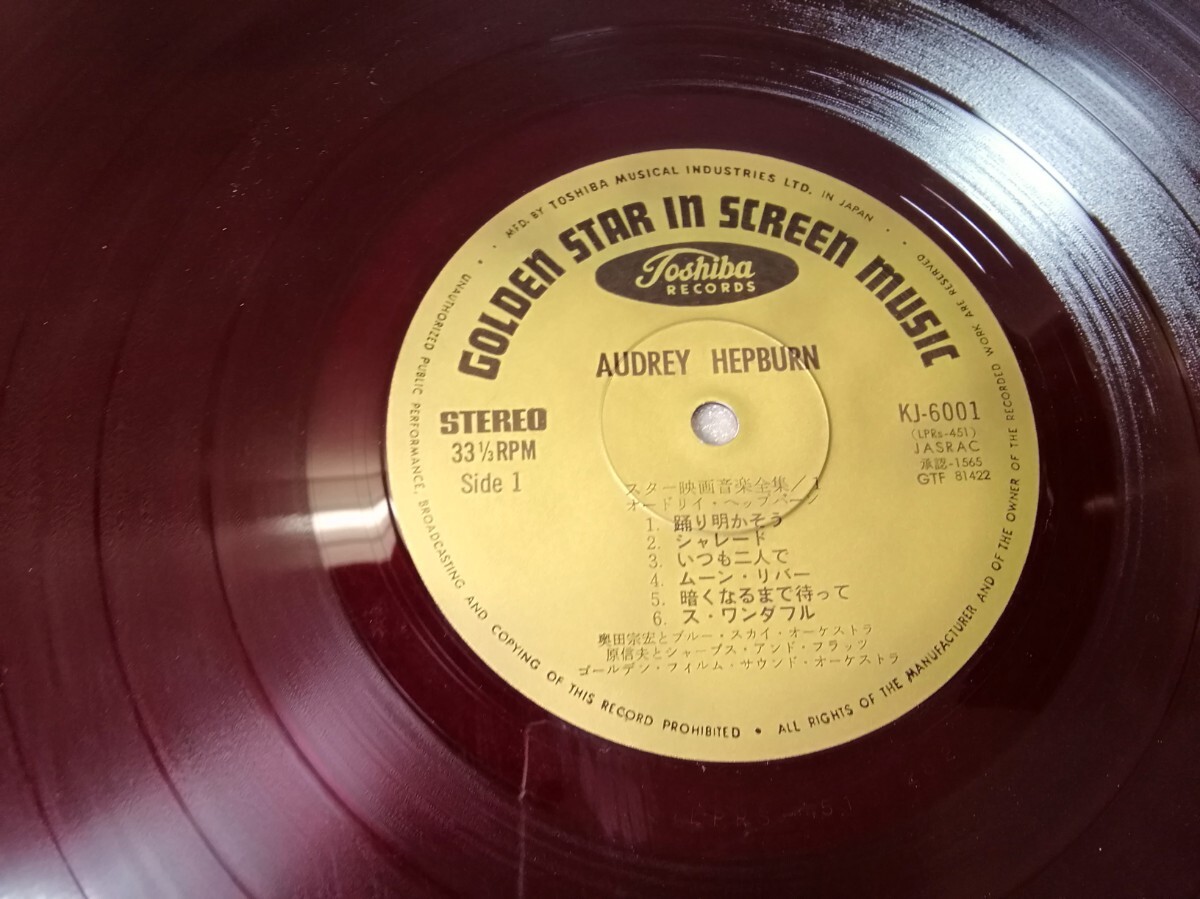 MFD. BY TOSHIBA MUSICAL INDUSTRIES LTD. IN JAPAN
GOLDEN STAR IN SCREEN MUSIC
Toshiba
RECORDS
AUDREY HEPBURN
STEREO
33 1/3 RPM
Side 1
KJ-6001
(LPRs-451)
JASRAC
承認-1565
GTF 81422
スター映画音楽全集/1
オードリイ・ヘップバーン
1. 踊り明かそう
2. シャレード
3. いつも二人で
4. ムーン・リバー
5. 暗くなるまで待って
6. ス・ワンダフル
奥田宗宏とブルー・スカイ・オーケストラ
原信夫とシャープス・アンド・フラッツ
ゴールデン・フィルム・サウンド・オーケストラ
UNAUTHORIZED PUBLIC PERFORMANCE, BROADCASTING AND COPYING OF THIS RECORD PROHIBITED • ALL RIGHTS OF THE MANUFACTURER AND OF THE OWNER OF THE RECORDED WORK ARE RESERVED